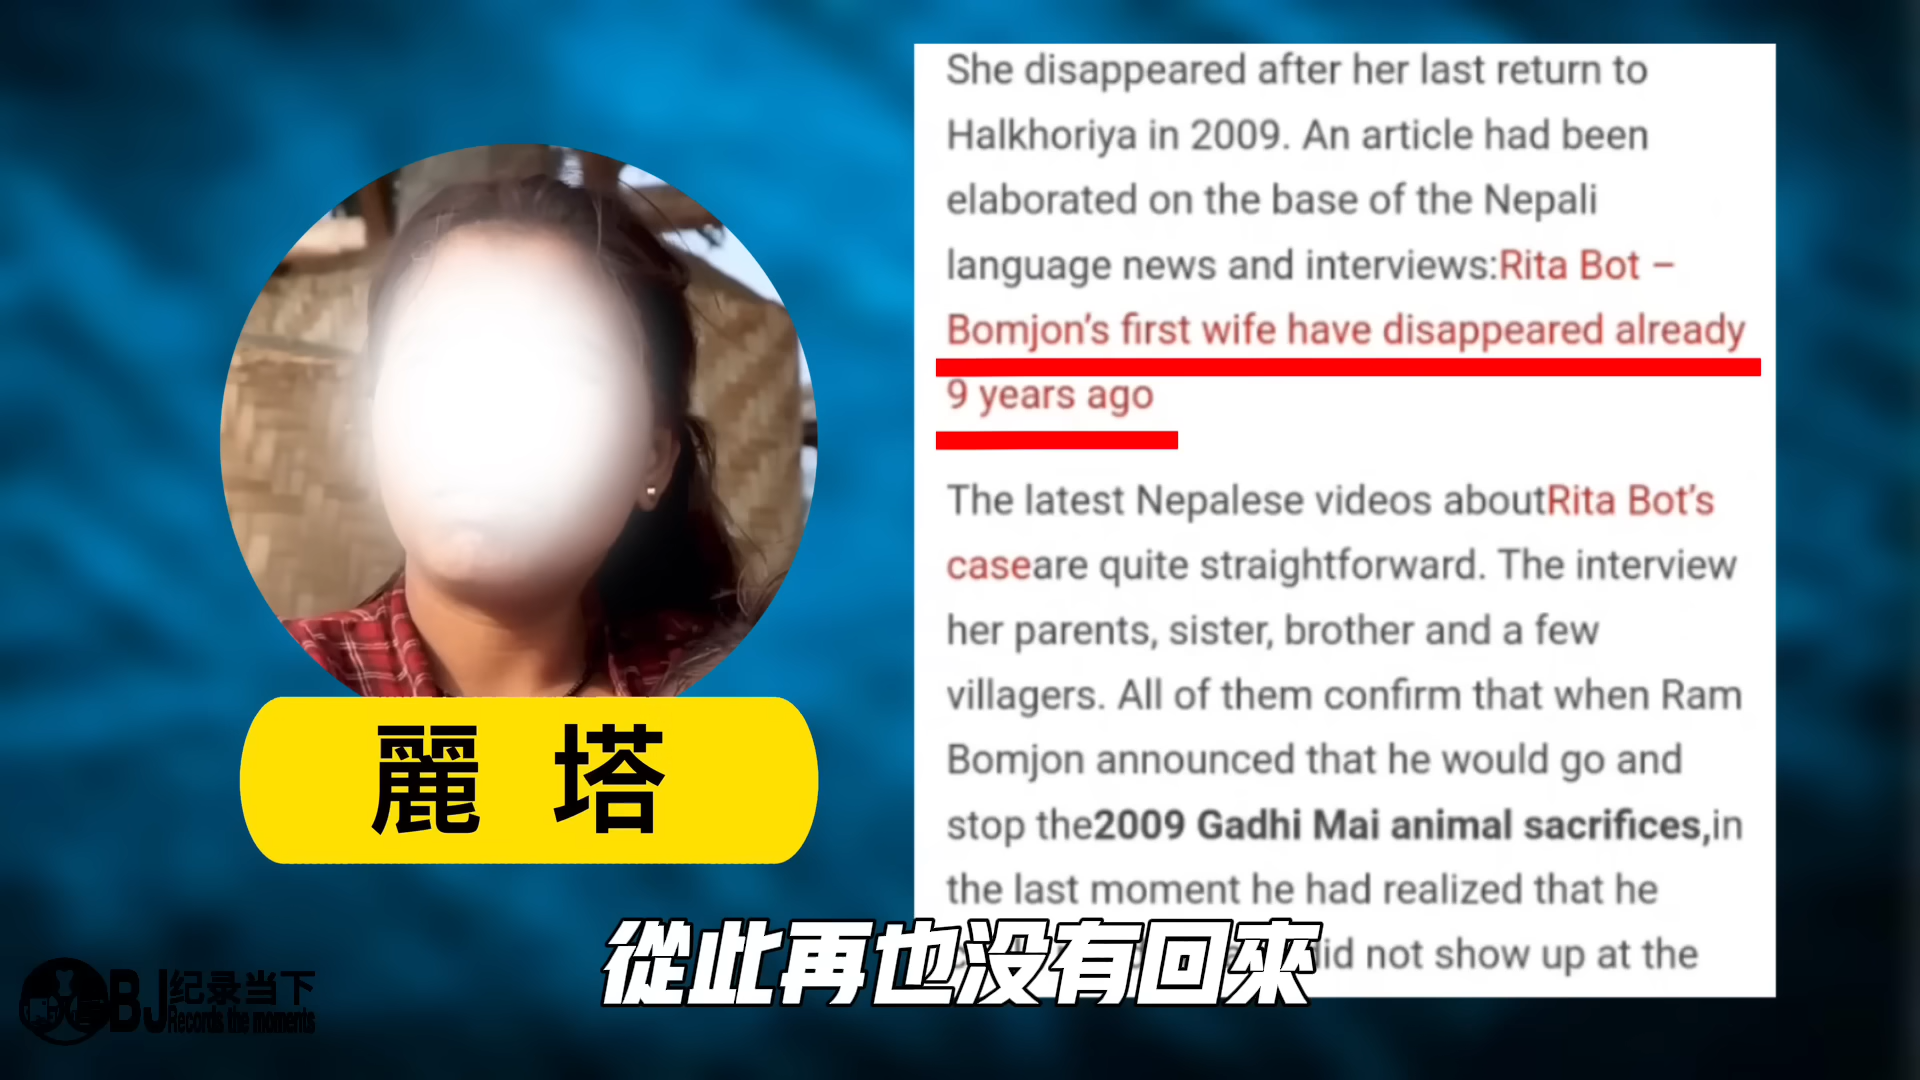 She disappeared after her last return to
Halkhoriya in 2009. An article had been
elaborated on the base of the Nepali
language news and interviews:Rita Bot –
Bomjon’s first wife have disappeared already
9 years ago
The latest Nepalese videos aboutRita Bot’s
caseare quite straightforward. The interview
her parents, sister, brother and a few
villagers. All of them confirm that when Ram
Bomjon announced that he would go and
stop the2009 Gadhi Mai animal sacrifices,in
the last moment he had realized that he
did not show up at the
麗塔
從此再也没有回來
BJ纪录当下
Records the moments